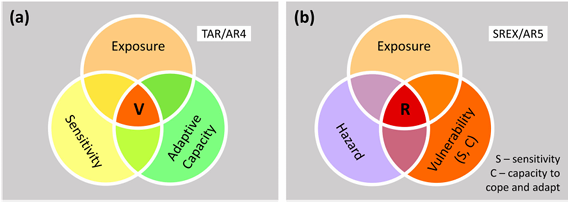 (a)
TAR/AR4
Exposure
Sensitivity
V
Adaptive
Capacity
(b)
SREX/AR5
Exposure
Hazard
R
Vulnerability
(S, C)
S – sensitivity
C – capacity to
cope and adapt